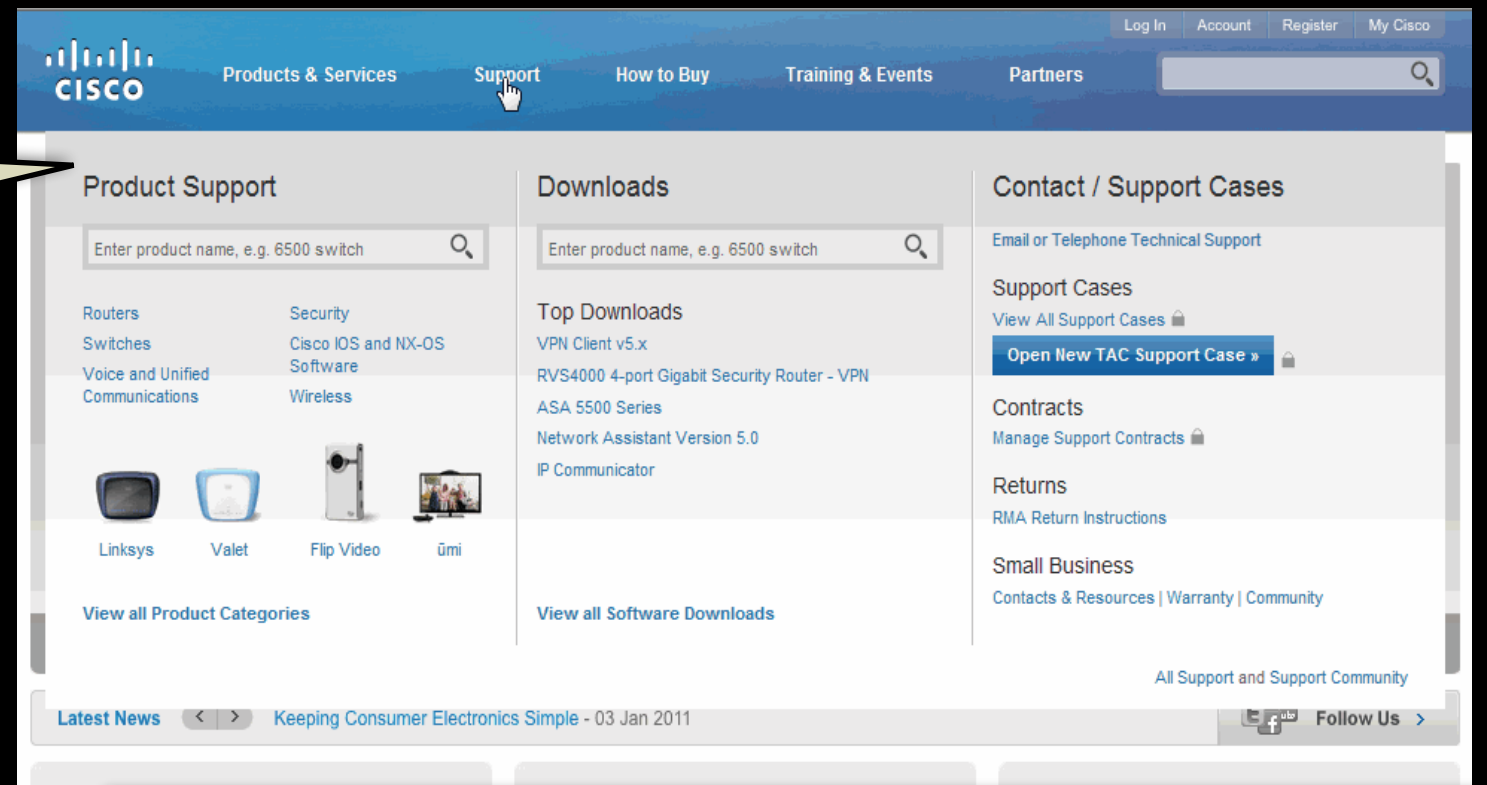 Log In Account Register My Cisco
CISCO
Products & Services Support How to Buy Training & Events Partners
Product Support
Enter product name, e.g. 6500 switch
Routers
Switches
Voice and Unified
Communications
Security
Cisco IOS and NX-OS
Software
Wireless
Linksys Valet Flip Video ūmi
View all Product Categories
Downloads
Enter product name, e.g. 6500 switch
Top Downloads
VPN Client v5.x
RVS4000 4-port Gigabit Security Router - VPN
ASA 5500 Series
Network Assistant Version 5.0
IP Communicator
View all Software Downloads
Contact / Support Cases
Email or Telephone Technical Support
Support Cases
View All Support Cases
Open New TAC Support Case »
Contracts
Manage Support Contracts
Returns
RMA Return Instructions
Small Business
Contacts & Resources | Warranty | Community
All Support and Support Community
Latest News < > Keeping Consumer Electronics Simple - 03 Jan 2011
Follow Us >